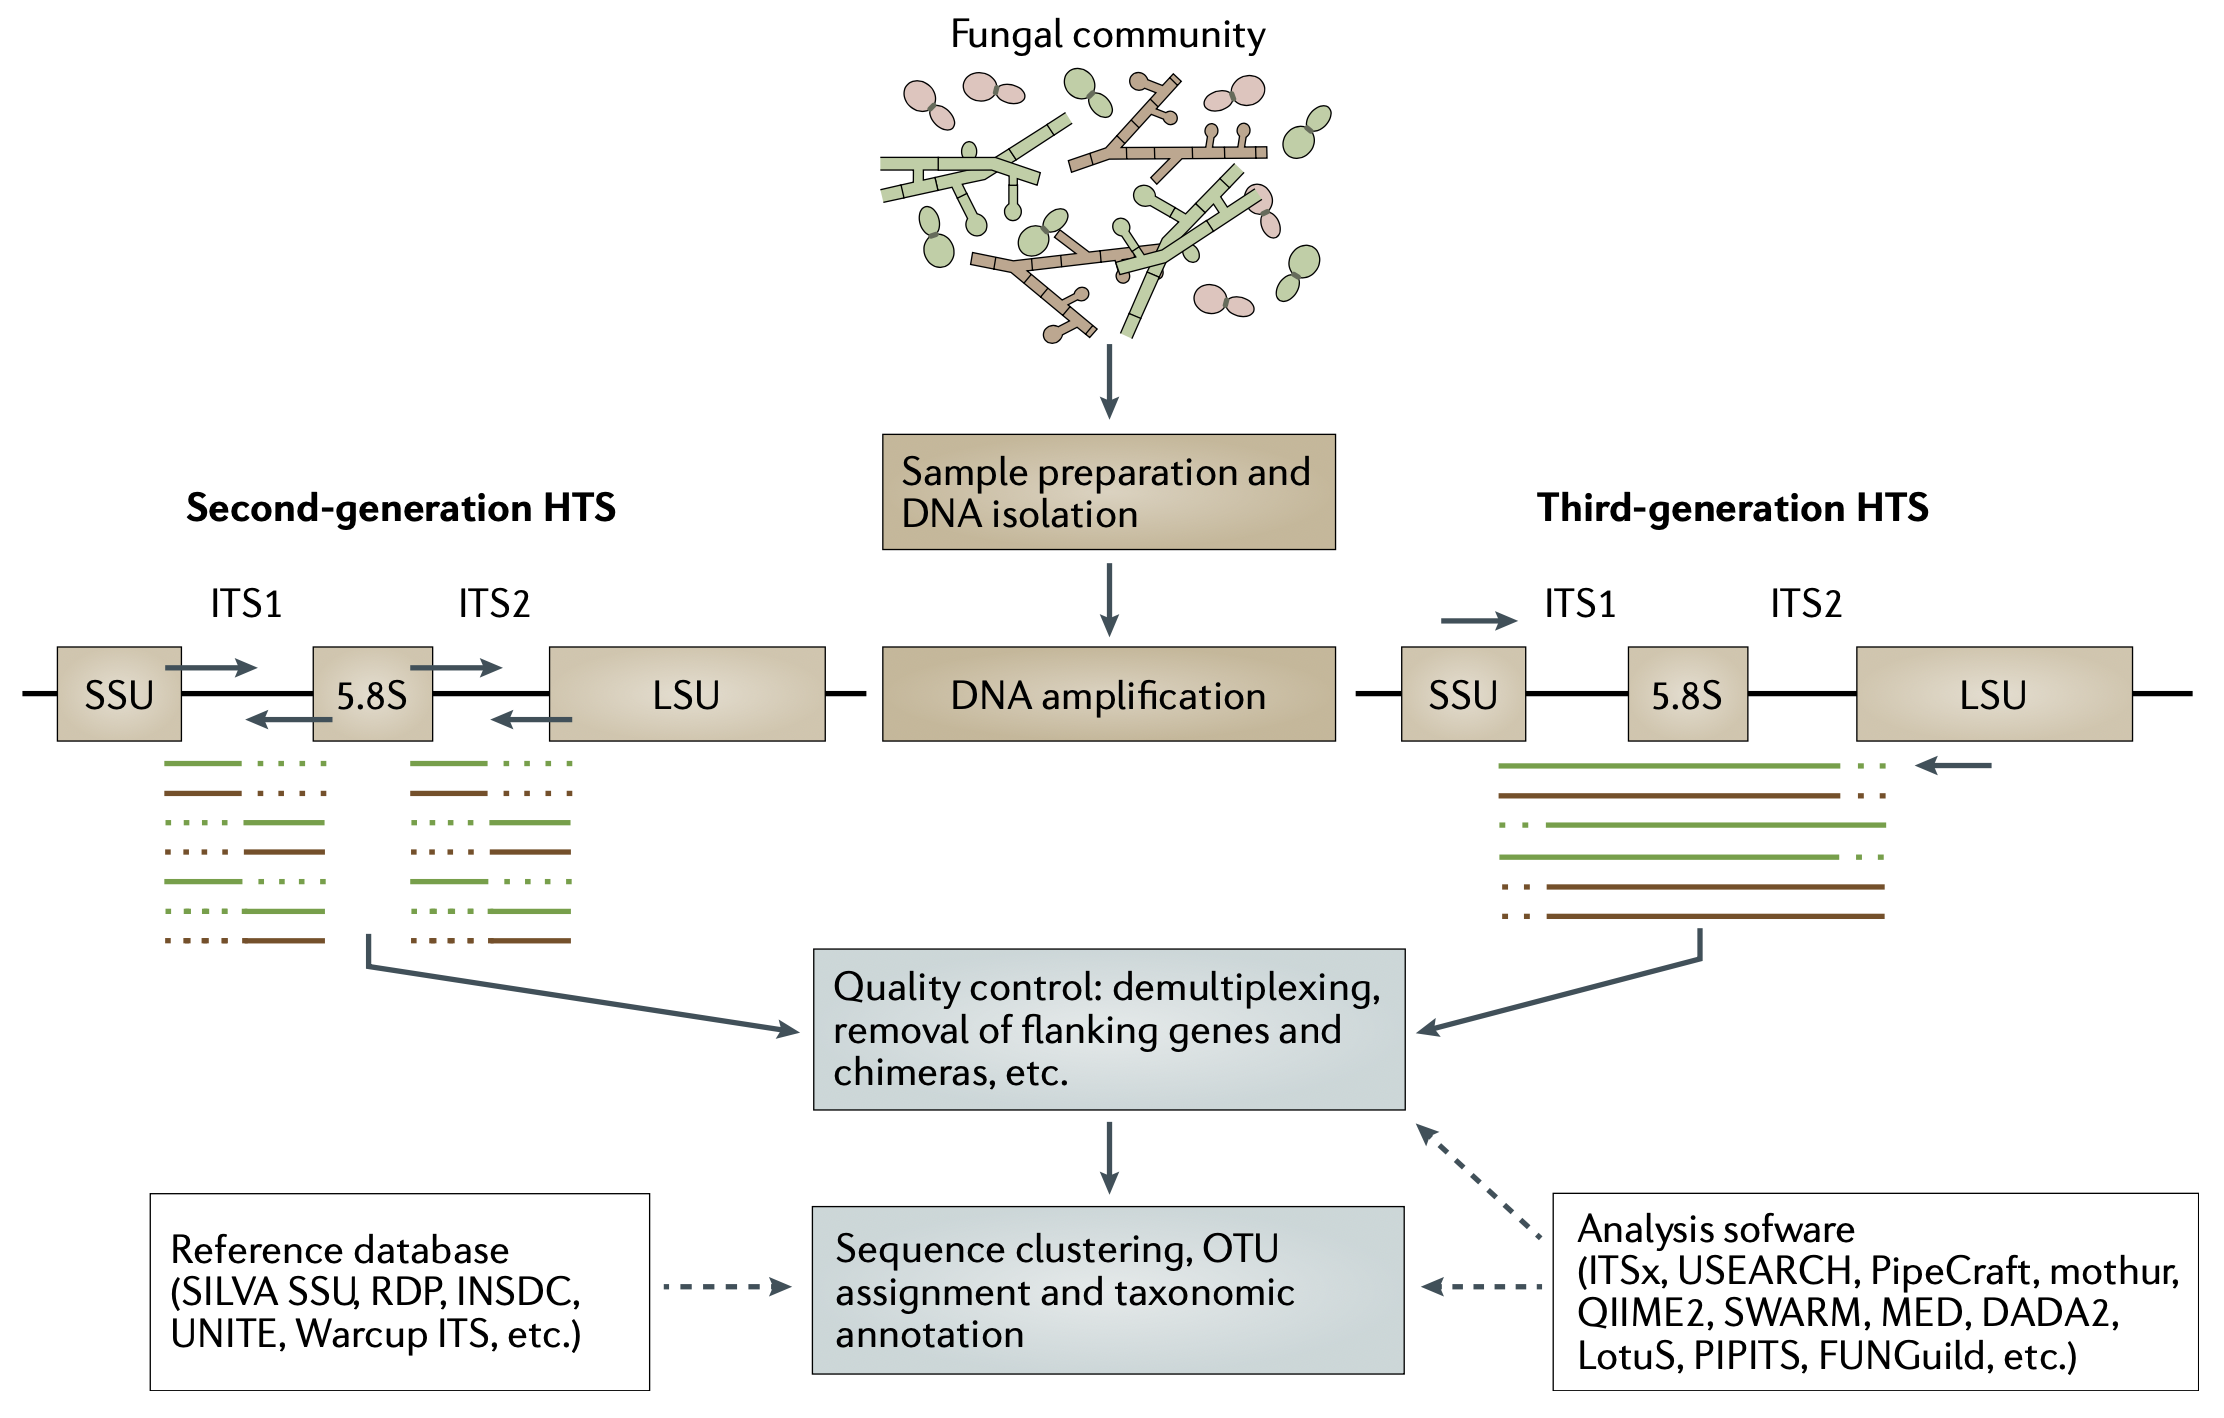 Fungal community
Sample preparation and
DNA isolation
Second-generation HTS
Third-generation HTS
ITS1
ITS2
ITS1
ITS2
SSU
5.8S
LSU
DNA amplification
SSU
5.8S
LSU
Quality control: demultiplexing,
removal of flanking genes and
chimeras, etc.
Reference database
(SILVA SSU, RDP, INSDC,
UNITE, Warcup ITS, etc.)
Sequence clustering, OTU
assignment and taxonomic
annotation
Analysis sofware
(ITSx, USEARCH, PipeCraft, mothur,
QIIME2, SWARM, MED, DADA2,
LotuS, PIPITS, FUNGuild, etc.)